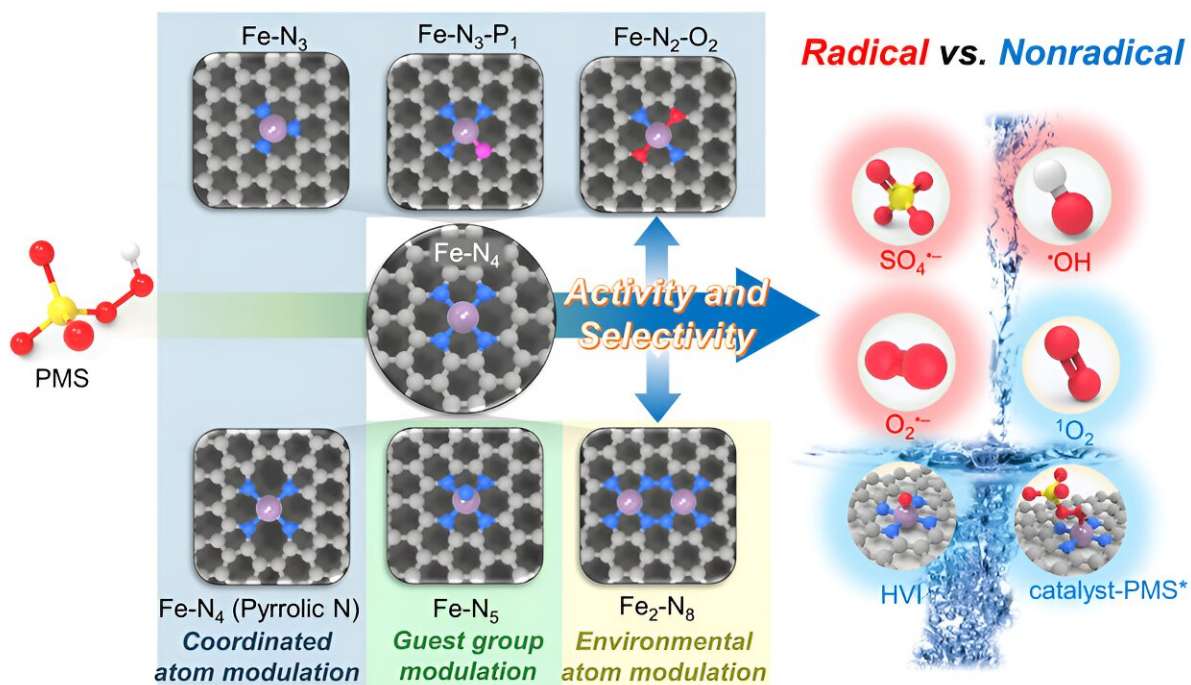 Fe-N₃
Fe-N₃-P₁
Fe-N₂-O₂
Radical vs. Nonradical
PMS
Fe-N₄
Activity and
Selectivity
SO₄•−
•OH
O₂•−
¹O₂
HVI
catalyst-PMS*
Fe-N₄ (Pyrrolic N)
Fe-N₅
Fe₂-N₈
Coordinated
atom modulation
Guest group
modulation
Environmental
atom modulation